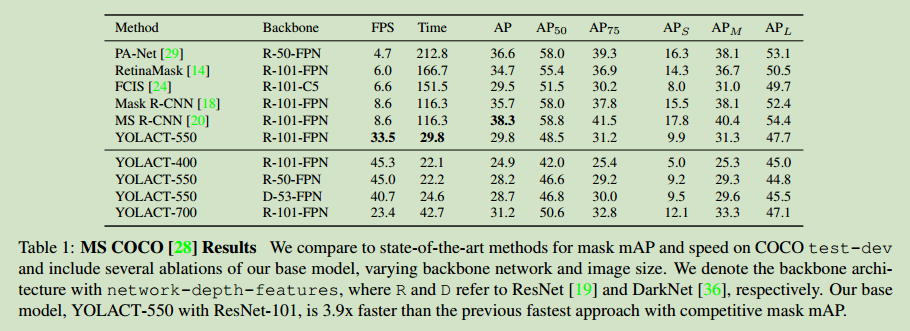 Method Backbone FPS Time AP AP50 AP75 APS APM APL
PA-Net [29] R-50-FPN 4.7 212.8 36.6 58.0 39.3 16.3 38.1 53.1
RetinaMask [14] R-101-FPN 6.0 166.7 34.7 55.4 36.9 14.3 36.7 50.5
FCIS [24] R-101-C5 6.6 151.5 29.5 51.5 30.2 8.0 31.0 49.7
Mask R-CNN [18] R-101-FPN 8.6 116.3 35.7 58.0 37.8 15.5 38.1 52.4
MS R-CNN [20] R-101-FPN 8.6 116.3 38.3 58.8 41.5 17.8 40.4 54.4
YOLACT-550 R-101-FPN 33.5 29.8 29.8 48.5 31.2 9.9 31.3 47.7
YOLACT-400 R-101-FPN 45.3 22.1 24.9 42.0 25.4 5.0 25.3 45.0
YOLACT-550 R-50-FPN 45.0 22.2 28.2 46.6 29.2 9.2 29.3 44.8
YOLACT-550 D-53-FPN 40.7 24.6 28.7 46.8 30.0 9.5 29.6 45.5
YOLACT-700 R-101-FPN 23.4 42.7 31.2 50.6 32.8 12.1 33.3 47.1
Table 1: MS COCO [28] Results We compare to state-of-the-art methods for mask mAP and speed on COCO test-dev
and include several ablations of our base model, varying backbone network and image size. We denote the backbone archi-
tecture with network-depth-features, where R and D refer to ResNet [19] and DarkNet [36], respectively. Our base
model, YOLACT-550 with ResNet-101, is 3.9x faster than the previous fastest approach with competitive mask mAP.